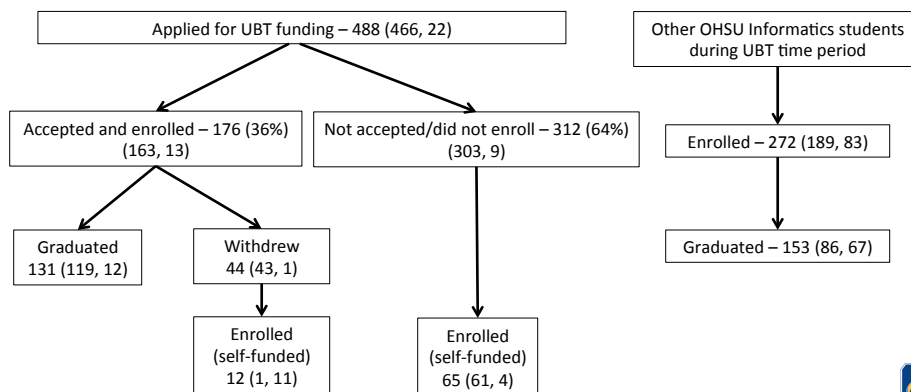 Applied for UBT funding – 488 (466, 22)
Other OHSU Informatics students
during UBT time period
Accepted and enrolled – 176 (36%)
(163, 13)
Not accepted/did not enroll – 312 (64%)
(303, 9)
Enrolled – 272 (189, 83)
Graduated
131 (119, 12)
Withdrew
44 (43, 1)
Graduated – 153 (86, 67)
Enrolled
(self-funded)
12 (1, 11)
Enrolled
(self-funded)
65 (61, 4)